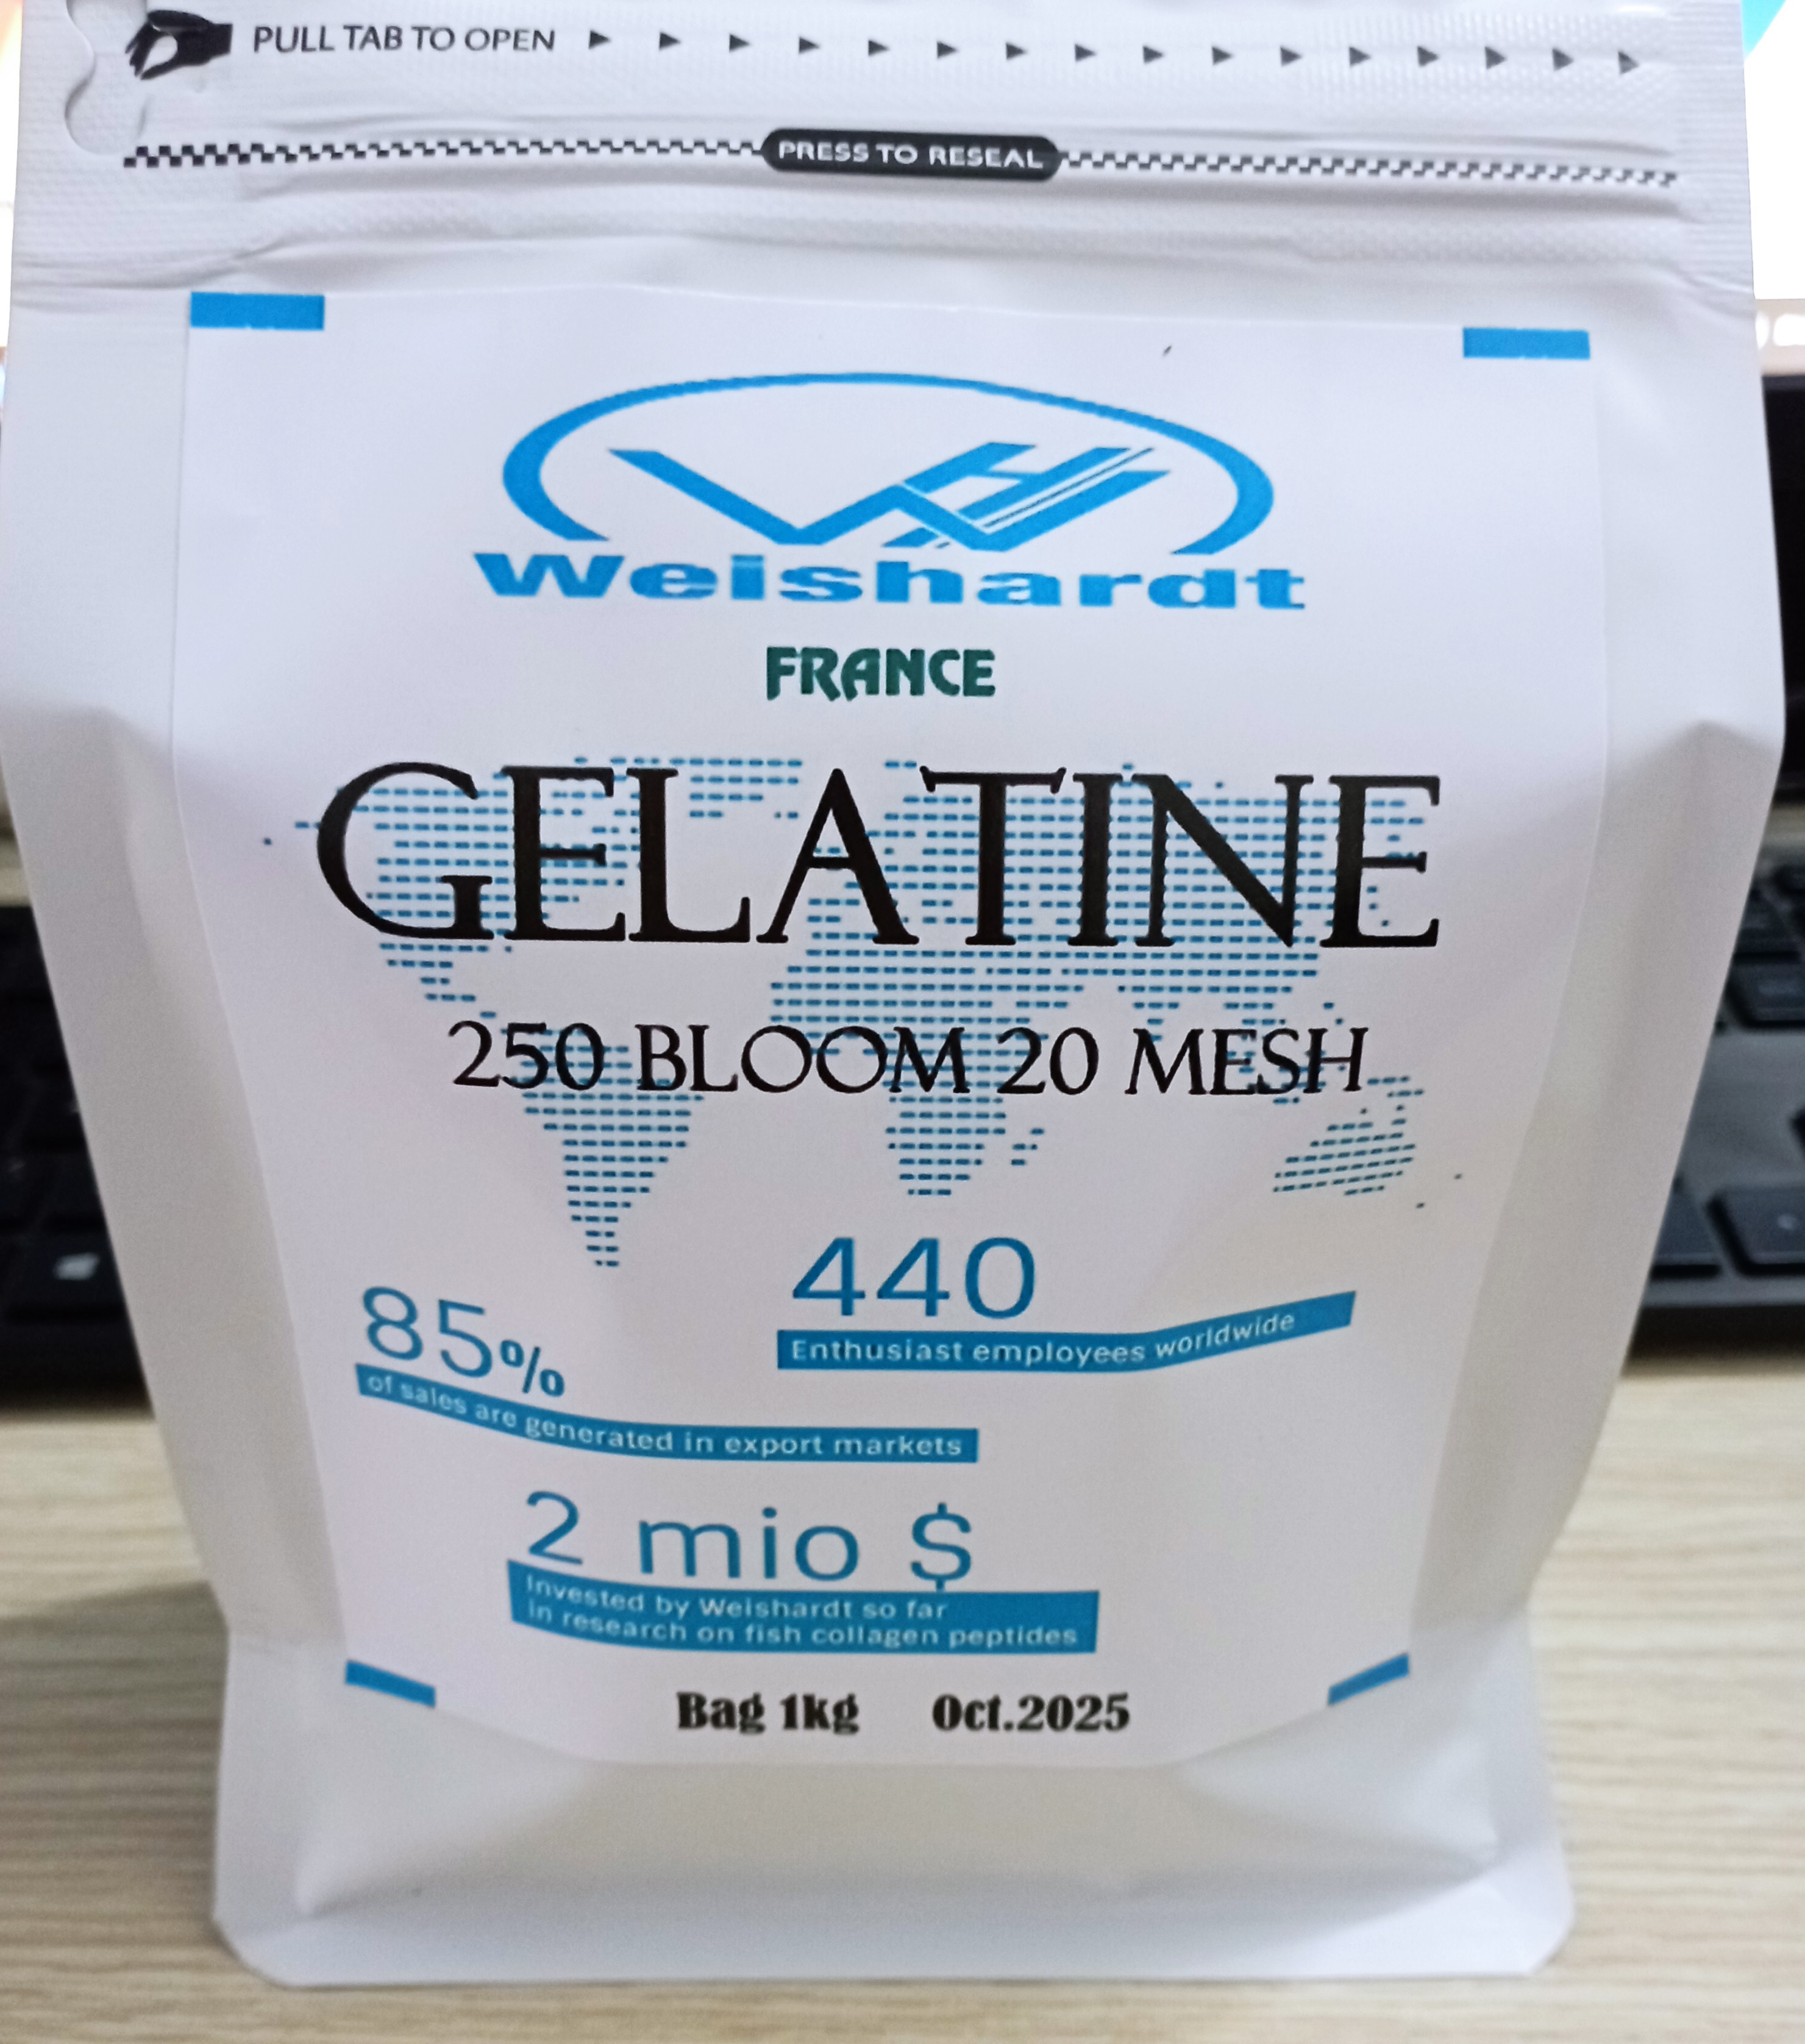 PULL TAB TO OPEN
PRESS TO RESEAL
Weishardt
FRANCE
GELATINE
250 BLOOM 20 MESH
440
Enthusiast employees worldwide
85%
of sales are generated in export markets
2 mio $
Invested by Weishardt so far
in research on fish collagen peptides
Bag 1kg Oct.2025